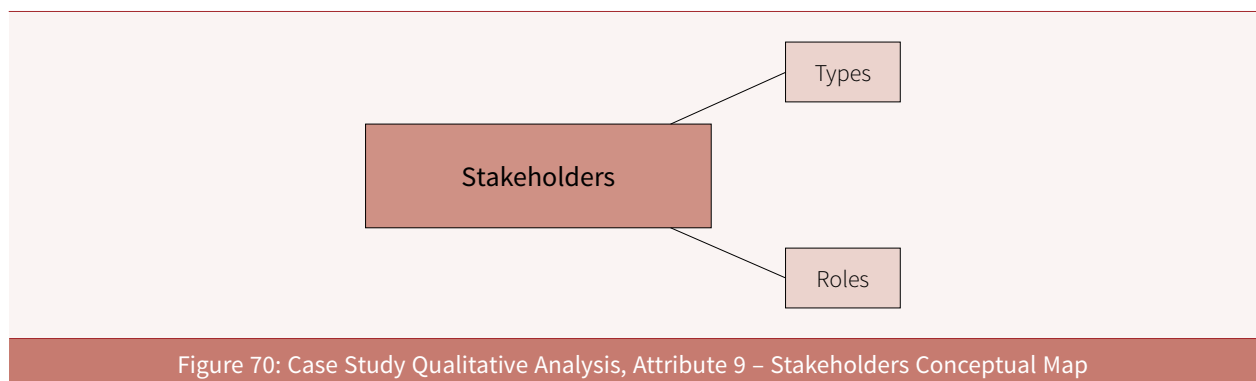 Types
Stakeholders
Roles
Figure 70: Case Study Qualitative Analysis, Attribute 9 – Stakeholders Conceptual Map